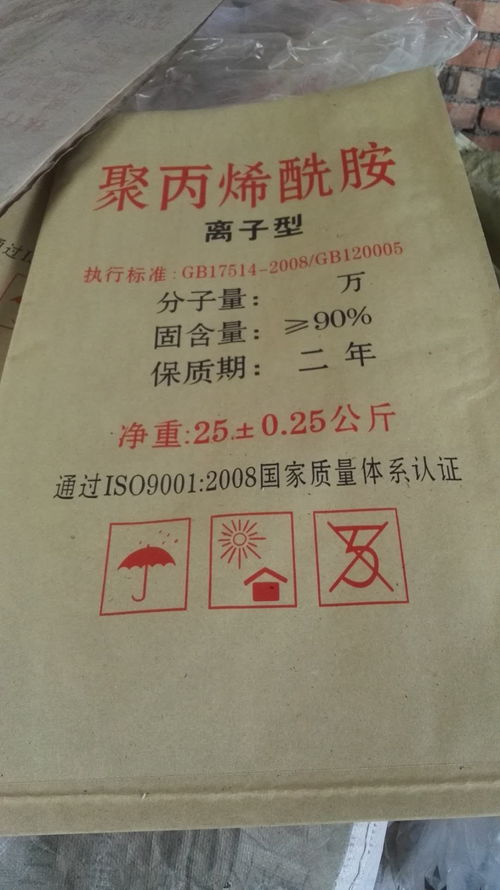 聚丙烯酰胺
离子型
执行标准:GB17514-2008/GB120005
分子量: 万
固含量: ≥90%
保质期: 二年
净重:25±0.25公斤
通过ISO9001:2008国家质量体系认证
通过I